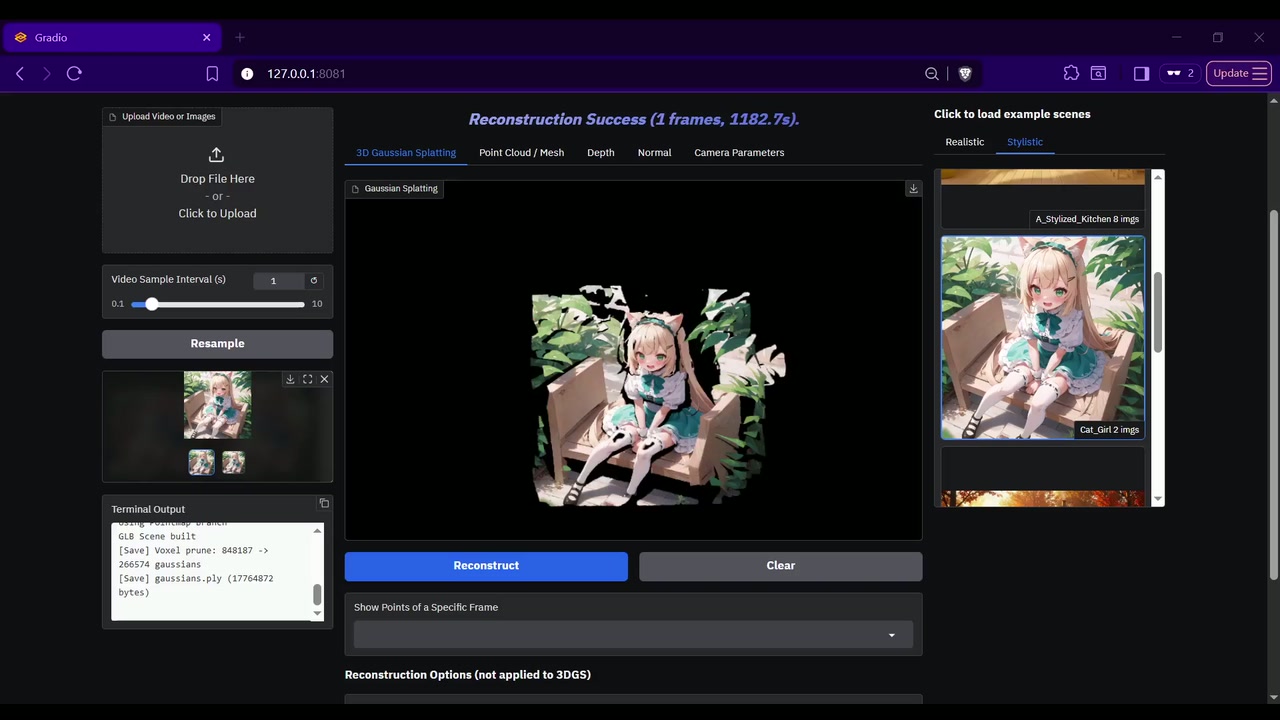 Gradio
127.0.0.1:8081
2
Update
Upload Video or Images
Drop File Here
- or -
Click to Upload
Video Sample Interval (s)
1
0.1
10
Resample
Terminal Output
Using Pointmap branch
GLB Scene built
[Save] Voxel prune: 848187 ->
266574 gaussians
[Save] gaussians.ply (17764872
bytes)
Reconstruction Success (1 frames, 1182.7s).
3D Gaussian Splatting
Point Cloud / Mesh
Depth
Normal
Camera Parameters
Gaussian Splatting
Reconstruct
Clear
Show Points of a Specific Frame
Reconstruction Options (not applied to 3DGS)
Click to load example scenes
Realistic
Stylistic
A_Stylized_Kitchen 8 imgs
Cat_Girl 2 imgs